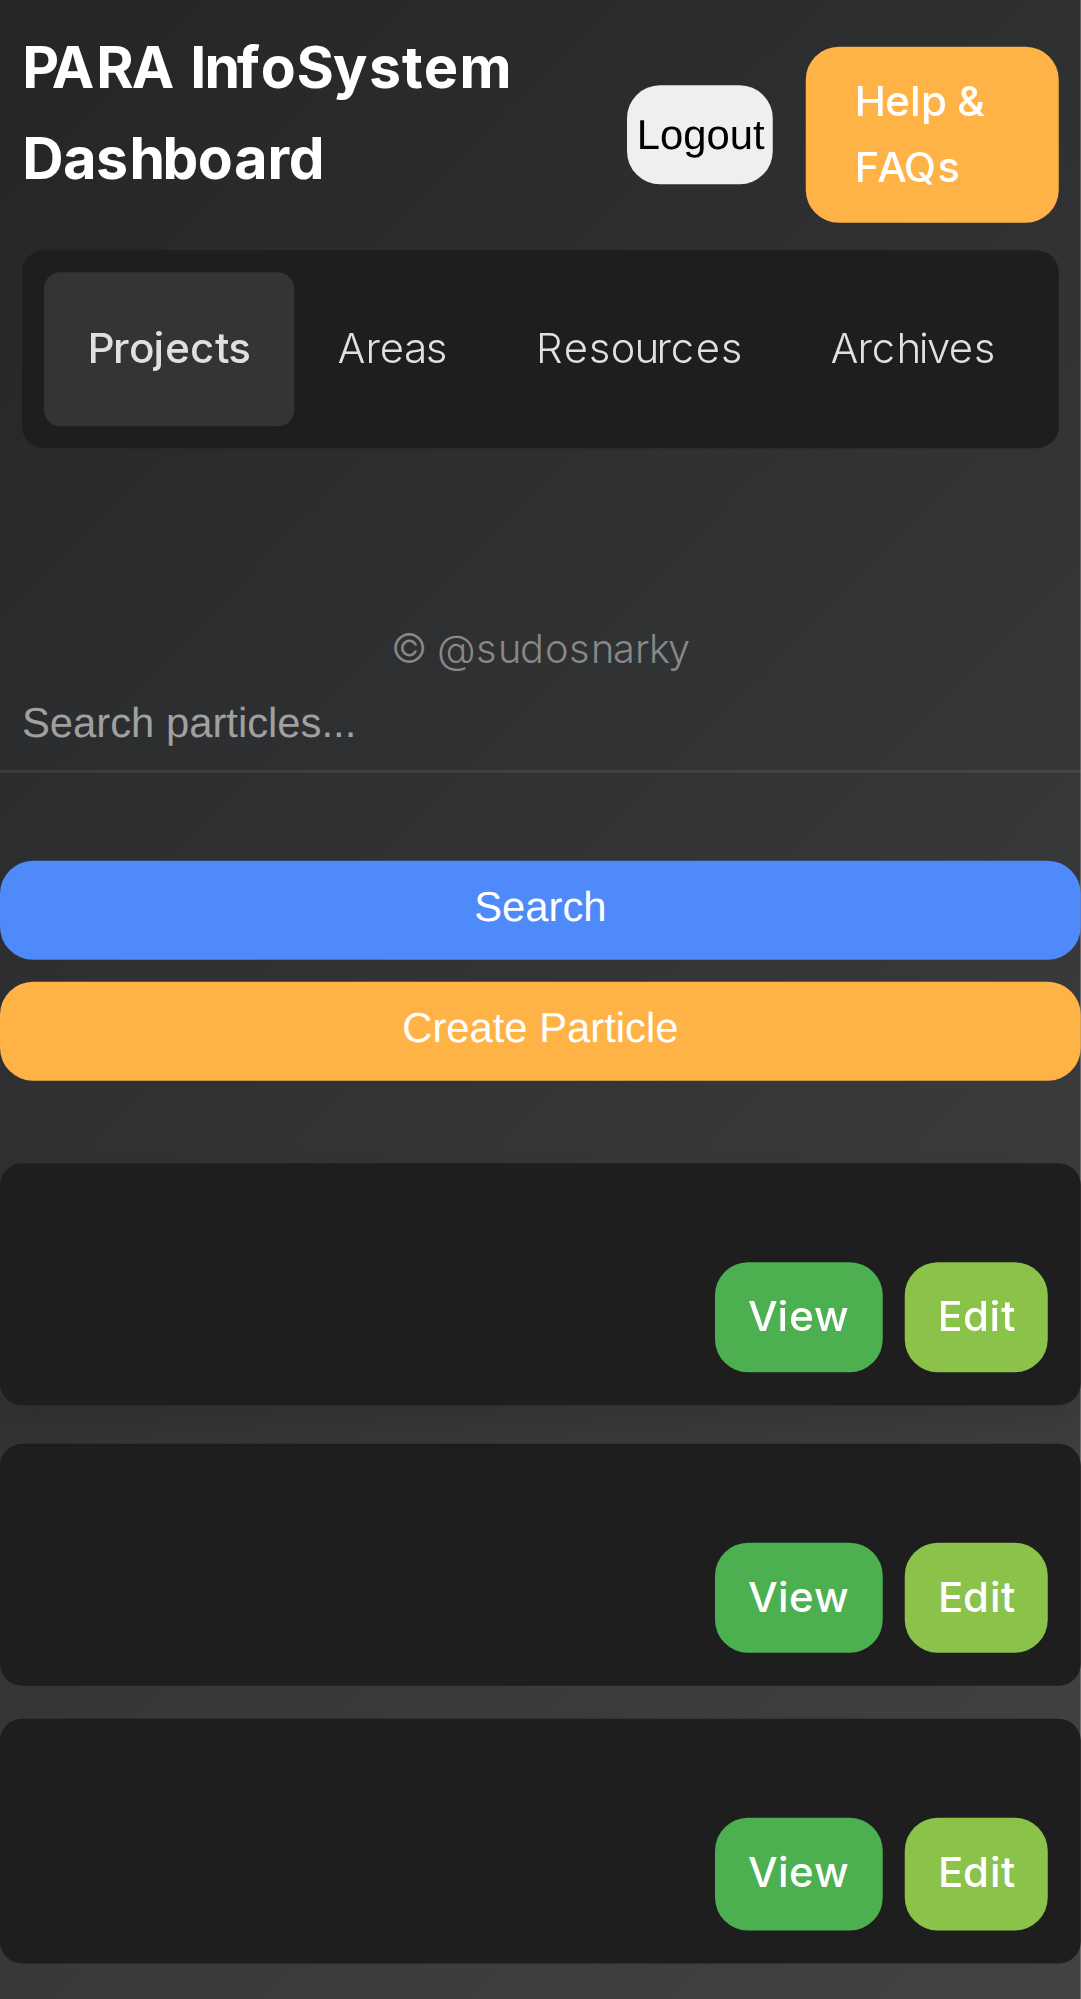 PARA InfoSystem
Dashboard
Logout
Help &
FAQs
Projects
Areas
Resources
Archives
© @sudosnarky
Search particles...
Search
Create Particle
View
Edit
View
Edit
View
Edit